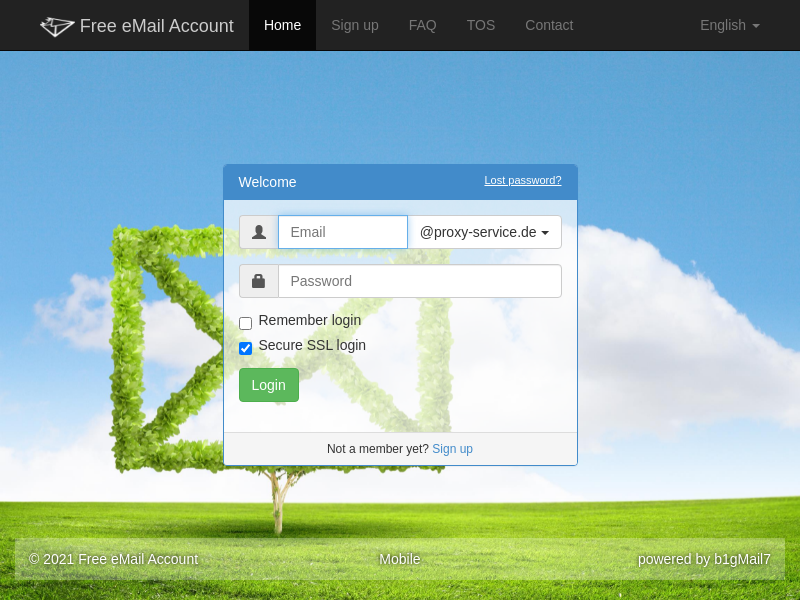 Free eMail Account
Home
Sign up
FAQ
TOS
Contact
English
Welcome
Lost password?
Email
@proxy-service.de
Password
Remember login
Secure SSL login
Login
Not a member yet? Sign up
© 2021 Free eMail Account
Mobile
powered by b1gMail7